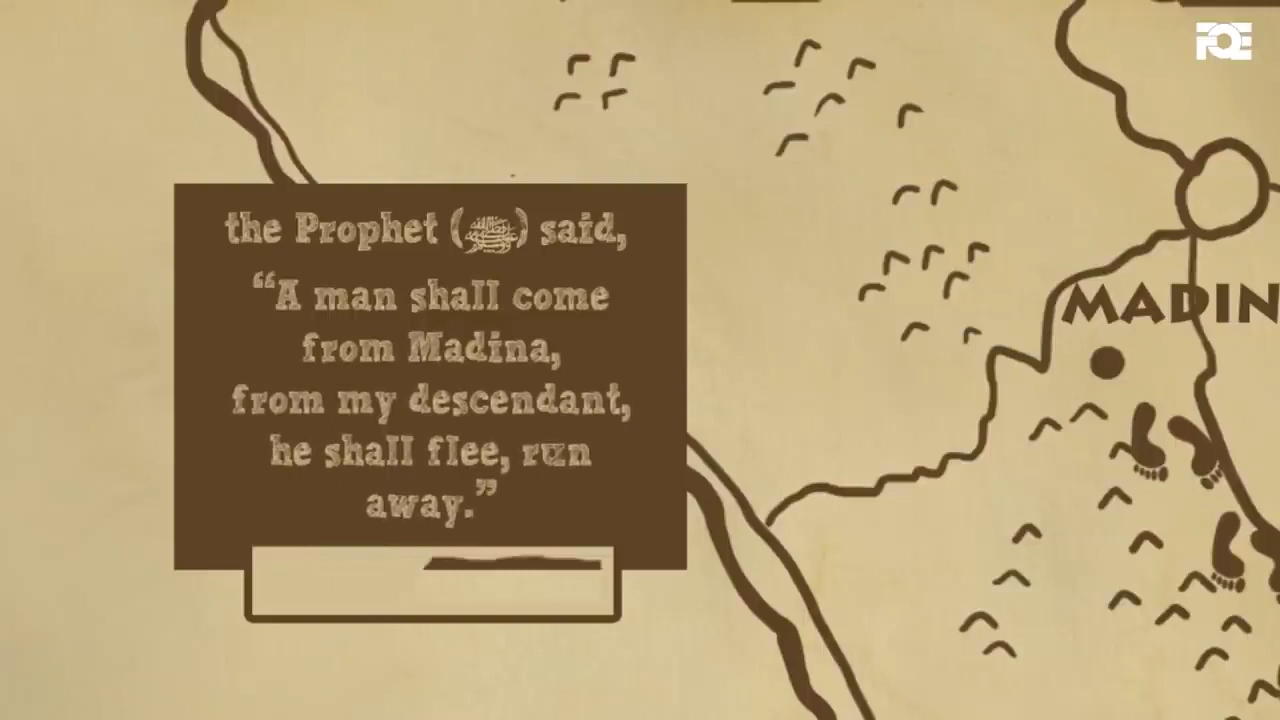 FQE
the Prophet (ﷺ) said,
“A man shall come
from Madina,
from my descendant,
he shall flee, run
away.”
MADIN